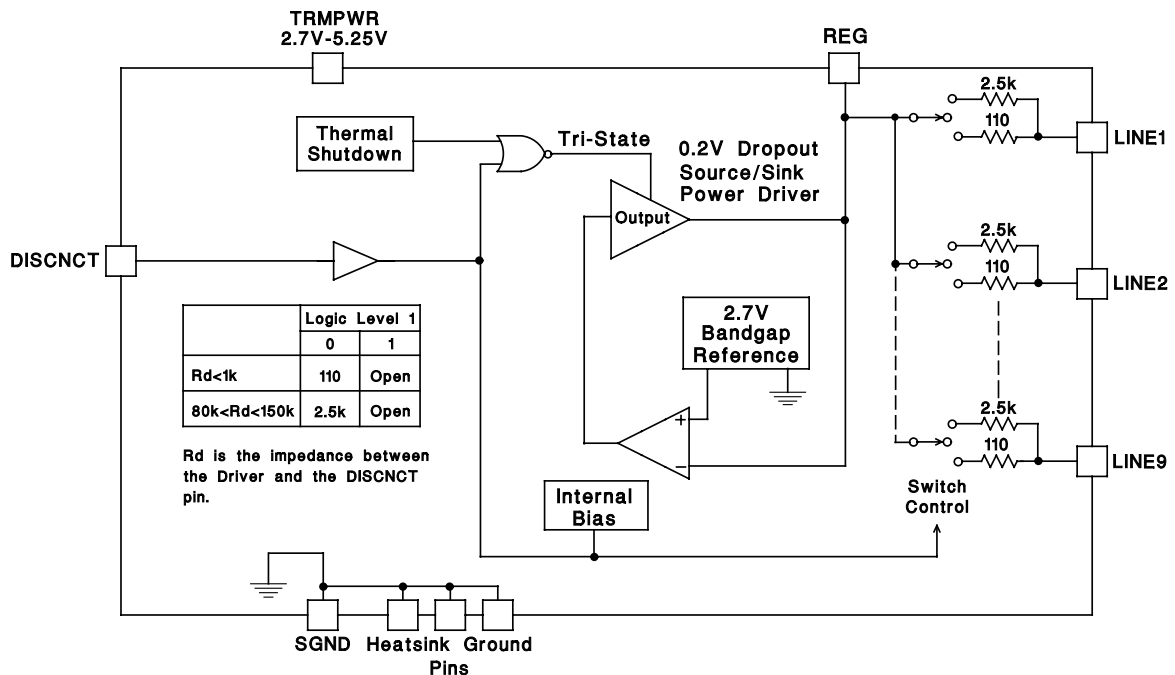 TRMPWR
2.7V-5.25V
REG
Thermal
Shutdown
Tri-State
0.2V Dropout
Source/Sink
Power Driver
Output
2.5k
110
LINE1
DISCNCT
2.5k
110
LINE2
Logic Level 1
0 1
Rd<1k 110 Open
80k<Rd<150k 2.5k Open
2.7V
Bandgap
Reference
+
−
2.5k
110
LINE9
Rd is the impedance between
the Driver and the DISCNCT
pin.
Internal
Bias
Switch
Control
SGND
Heatsink Ground
Pins